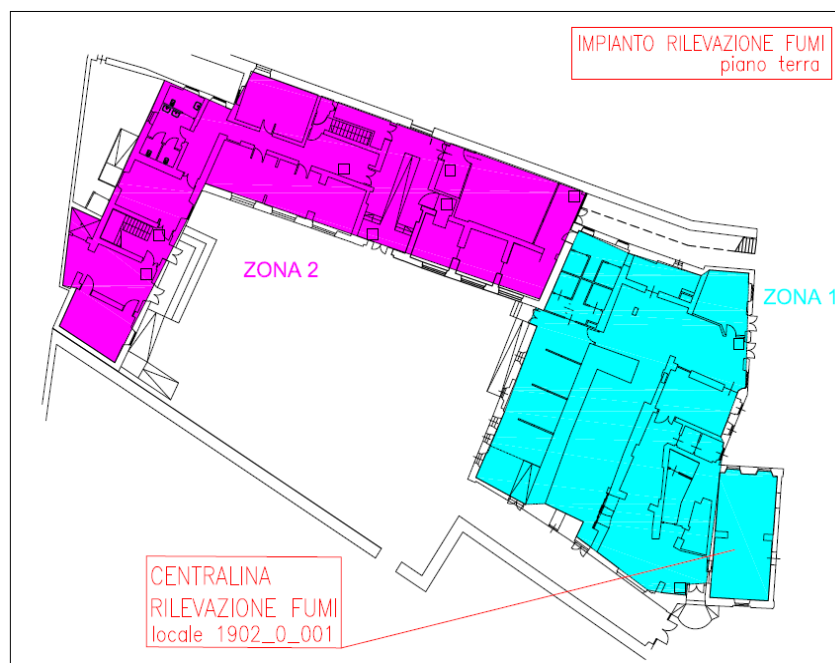 IMPIANTO RILEVAZIONE FUMI
piano terra
ZONA 2
ZONA 1
CENTRALINA
RILEVAZIONE FUMI
locale 1902_0_001